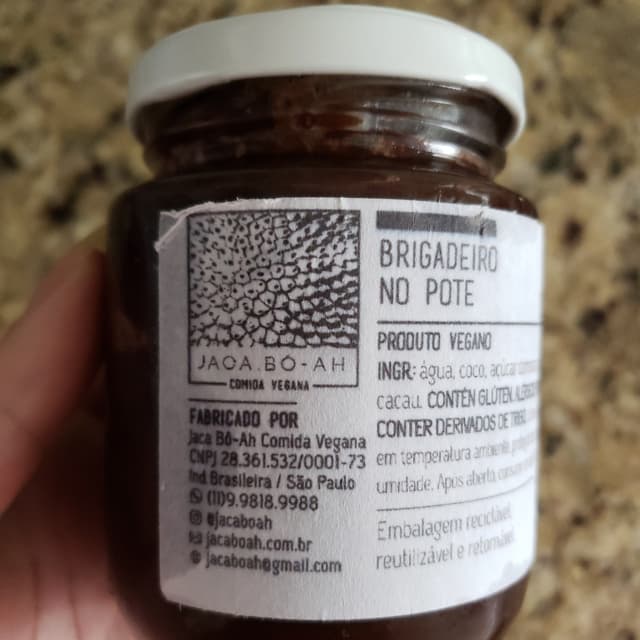 JACA.BÔ-AH
COMIDA VEGANA
FABRICADO POR
Jaca Bô-Ah Comida Vegana
CNPJ 28.361.532/0001-73
Ind Brasileira / São Paulo
(11)9.9818.9988
@jacaboah
jacaboah.com.br
jacaboah@gmail.com
BRIGADEIRO
NO POTE
PRODUTO VEGANO
INGR: água, coco, açúcar
cacau. CONTÉN GLÚTEN. ALÉRGICOS
CONTER DERIVADOS DE TRIGO
em temperatura ambiente,
umidade. Após aberto,
Embalagem reciclável,
reutilizável e retornável